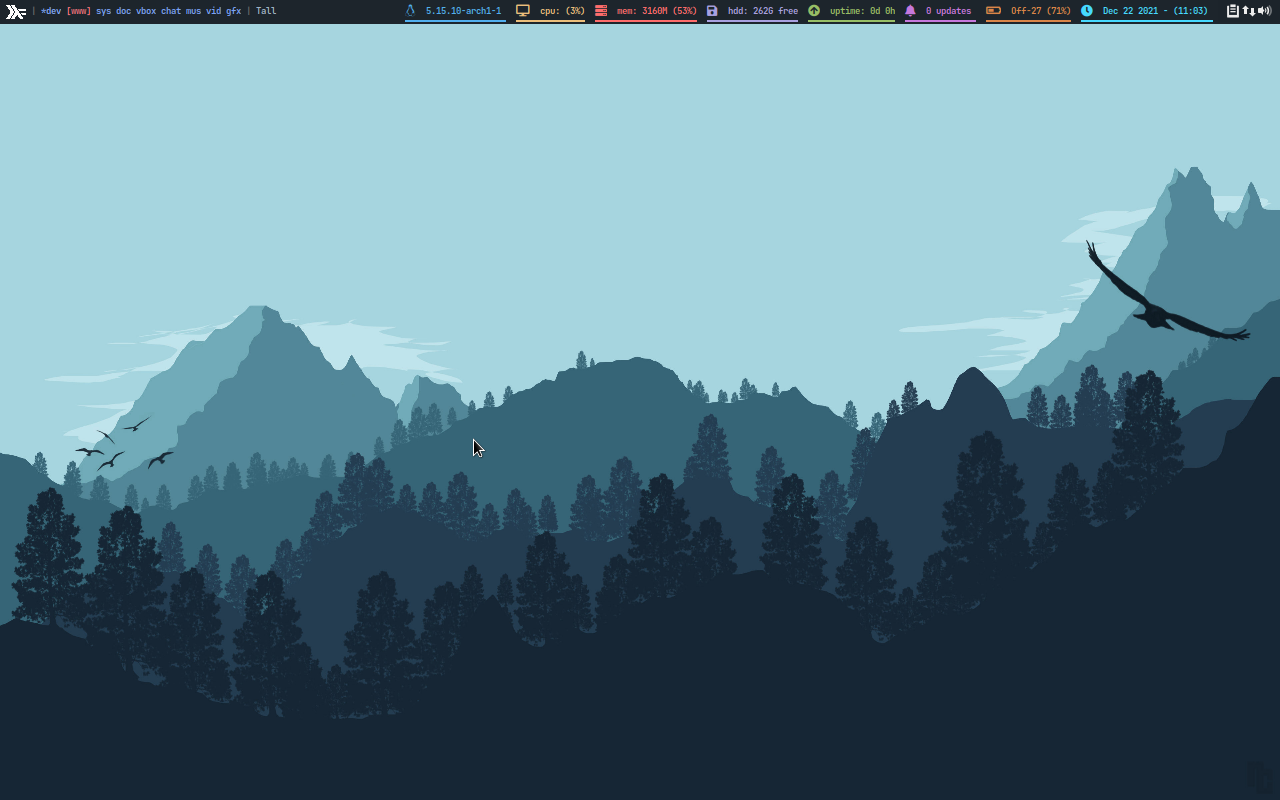 | *dev [www] sys doc vbox chat mus vid gfx | Tall 5.15.10-arch1-1 cpu: (3%) mem: 3160M (53%) hdd: 262G free uptime: 0d 0h 0 updates Off-27 (71%) Dec 22 2021 - (11:03)